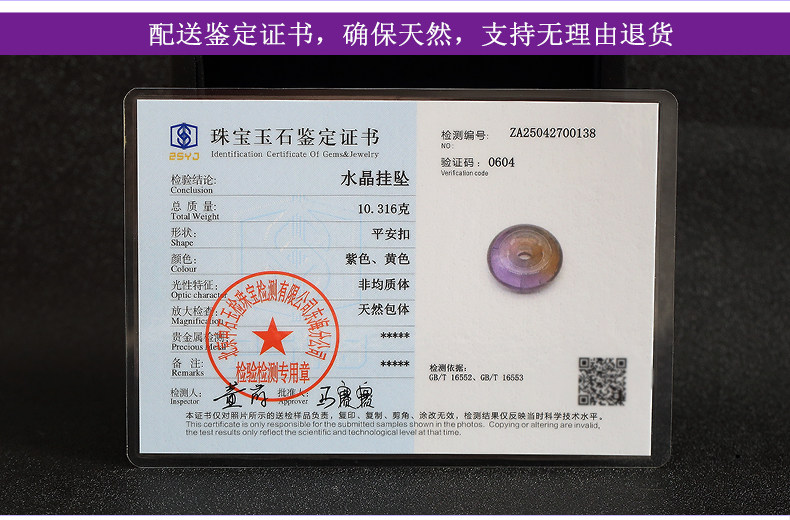 配送鉴定证书，确保天然，支持无理由退货
BSYJ
珠宝玉石鉴定证书
Identification Certificate Of Gems&Jewelry
检验结论: 水晶挂坠
Conclusion
总 质 量: 10.316克
Total Weight
形状: 平安扣
Shape
颜色: 紫色、黄色
Colour
光性特征: 非均质体
Optic character
放大检查: 天然包体
Magnification
贵金属检测: *****
Precious Metal
备 注: *****
Remarks
检测人:
Inspector
批准人:
Approver
检验检测专用章
检测编号: ZA25042700138
NO:
验证码: 0604
Verification code
检测依据:
GB/T 16552、GB/T 16553
本证书仅对照片所示的送检样品负责，复印、复制、剪角、涂改无效，检测结果仅反映当时科学技术水平。
This certificate is only responsible for the submitted samples shown in the photos. Copying or altering are invalid,
the test results only reflect the scientific and technological level at that time.